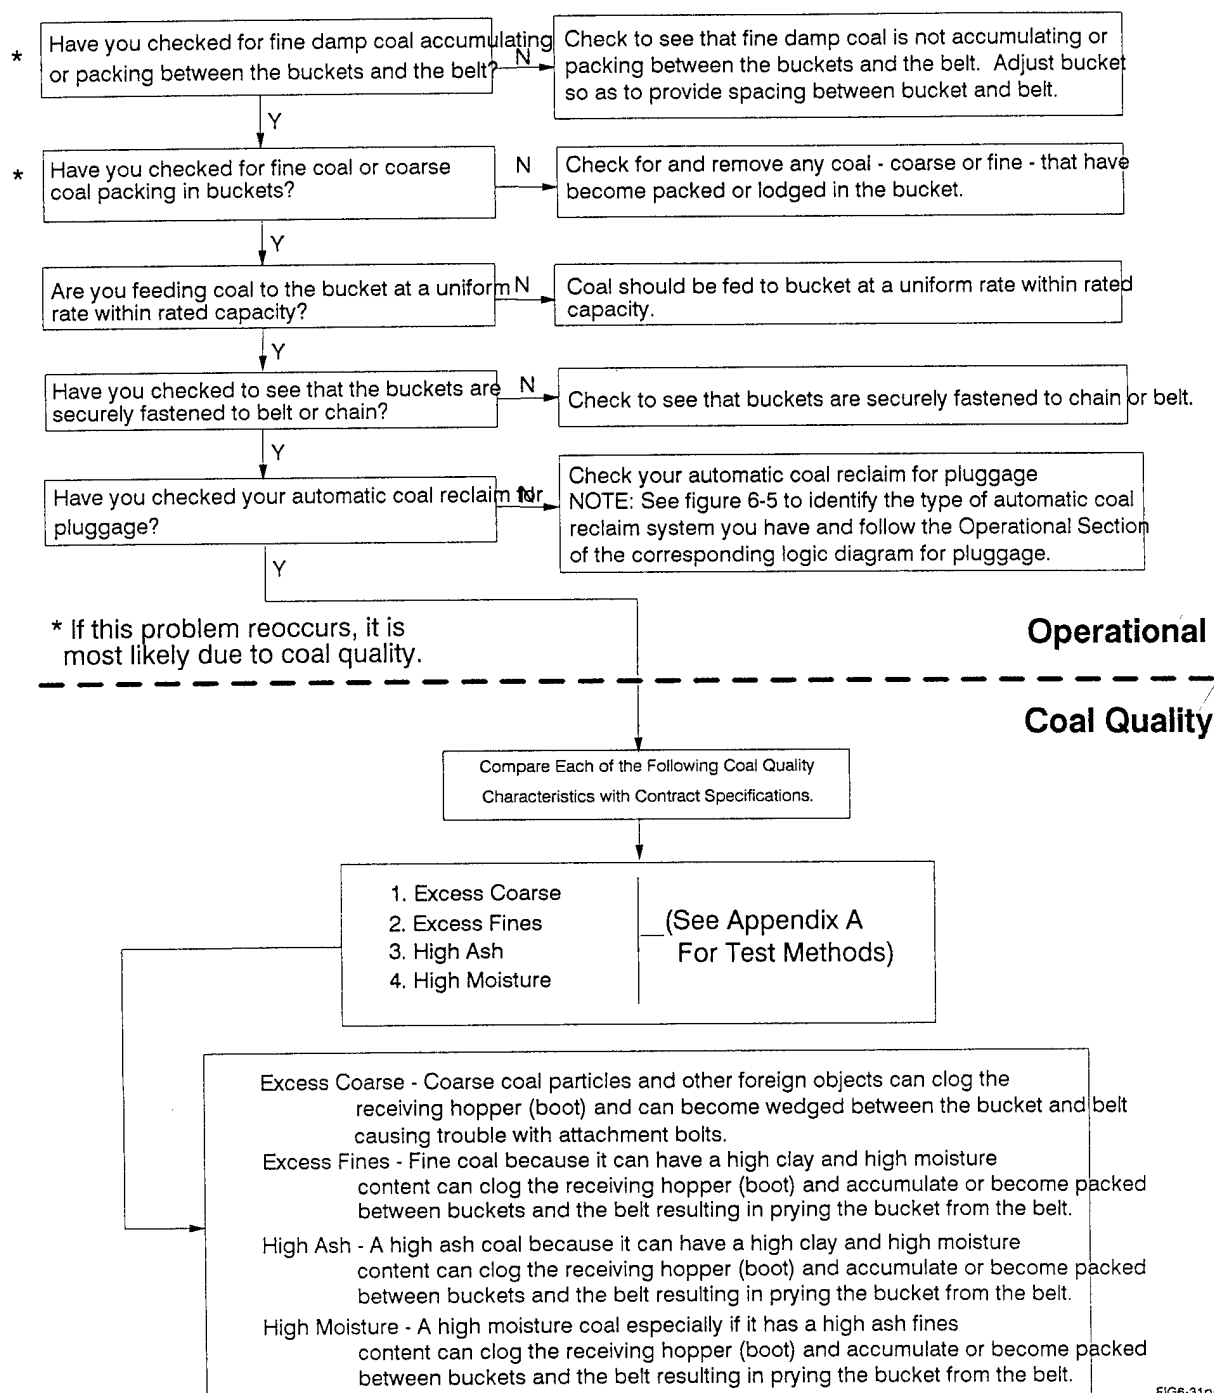 * Have you checked for fine damp coal accumulating
or packing between the buckets and the belt?
N
Check to see that fine damp coal is not accumulating or
packing between the buckets and the belt. Adjust bucket
so as to provide spacing between bucket and belt.
Y
* Have you checked for fine coal or coarse
coal packing in buckets?
N
Check for and remove any coal - coarse or fine - that have
become packed or lodged in the bucket.
Y
Are you feeding coal to the bucket at a uniform
rate within rated capacity?
N
Coal should be fed to bucket at a uniform rate within rated
capacity.
Y
Have you checked to see that the buckets are
securely fastened to belt or chain?
N
Check to see that buckets are securely fastened to chain or belt.
Y
Have you checked your automatic coal reclaim for
pluggage?
N
Check your automatic coal reclaim for pluggage
NOTE: See figure 6-5 to identify the type of automatic coal
reclaim system you have and follow the Operational Section
of the corresponding logic diagram for pluggage.
Y
* If this problem reoccurs, it is
most likely due to coal quality.
Operational
Coal Quality
Compare Each of the Following Coal Quality
Characteristics with Contract Specifications.
1. Excess Coarse
2. Excess Fines
3. High Ash
4. High Moisture
(See Appendix A
For Test Methods)
Excess Coarse - Coarse coal particles and other foreign objects can clog the
receiving hopper (boot) and can become wedged between the bucket and belt
causing trouble with attachment bolts.
Excess Fines - Fine coal because it can have a high clay and high moisture
content can clog the receiving hopper (boot) and accumulate or become packed
between buckets and the belt resulting in prying the bucket from the belt.
High Ash - A high ash coal because it can have a high clay and high moisture
content can clog the receiving hopper (boot) and accumulate or become packed
between buckets and the belt resulting in prying the bucket from the belt.
High Moisture - A high moisture coal especially if it has a high ash fines
content can clog the receiving hopper (boot) and accumulate or become packed
between buckets and the belt resulting in prying the bucket from the belt.